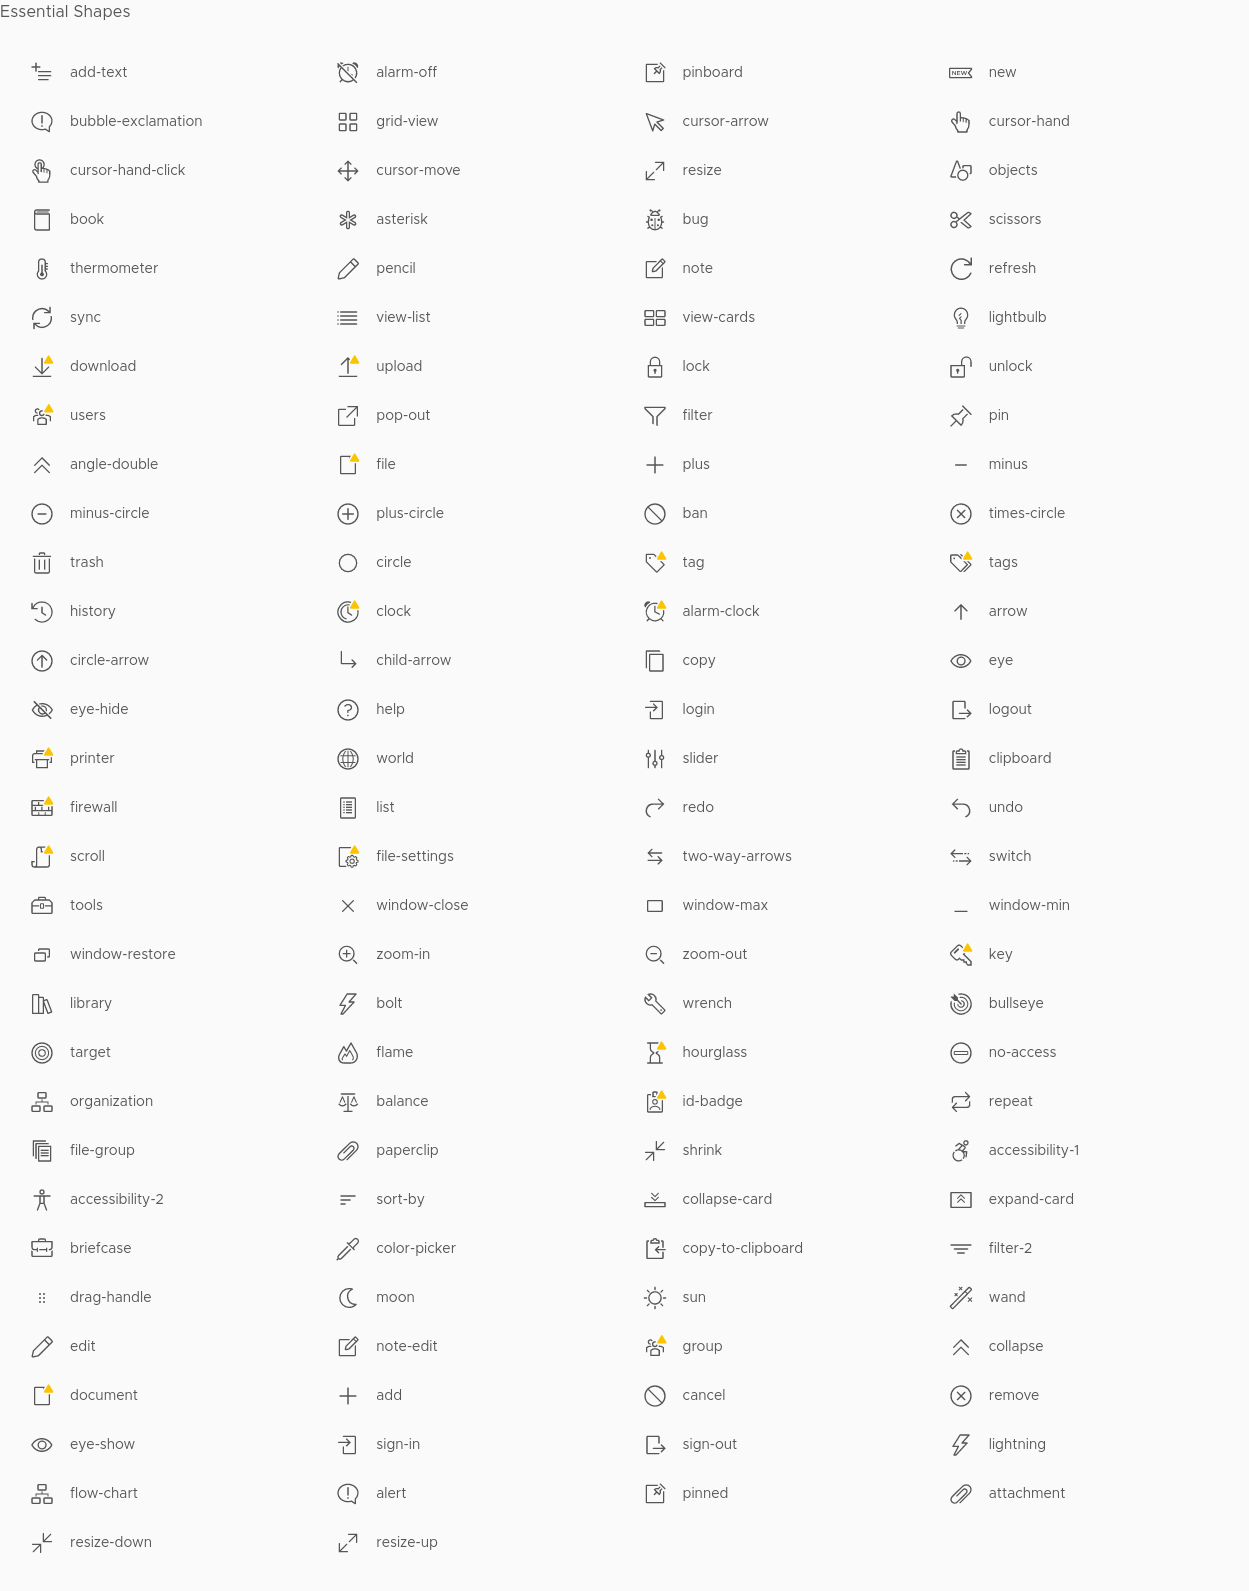 Essential Shapes
add-text alarm-off pinboard NEW new
bubble-exclamation grid-view cursor-arrow cursor-hand
cursor-hand-click cursor-move resize objects
book asterisk bug scissors
thermometer pencil note refresh
sync view-list view-cards lightbulb
download upload lock unlock
users pop-out filter pin
angle-double file plus minus
minus-circle plus-circle ban times-circle
trash circle tag tags
history clock alarm-clock arrow
circle-arrow child-arrow copy eye
eye-hide help login logout
printer world slider clipboard
firewall list redo undo
scroll file-settings two-way-arrows switch
tools window-close window-max window-min
window-restore zoom-in zoom-out key
library bolt wrench bullseye
target flame hourglass no-access
organization balance id-badge repeat
file-group paperclip shrink accessibility-1
accessibility-2 sort-by collapse-card expand-card
briefcase color-picker copy-to-clipboard filter-2
drag-handle moon sun wand
edit note-edit group collapse
document add cancel remove
eye-show sign-in sign-out lightning
flow-chart alert pinned attachment
resize-down resize-up